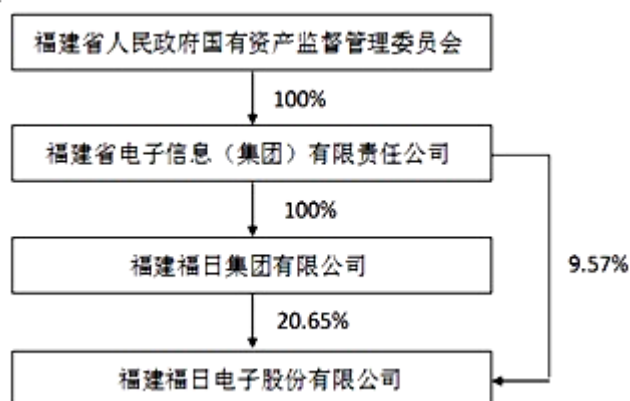 福建省人民政府国有资产监督管理委员会
100%
福建省电子信息（集团）有限责任公司
100%
福建福日集团有限公司
9.57%
20.65%
福建福日电子股份有限公司